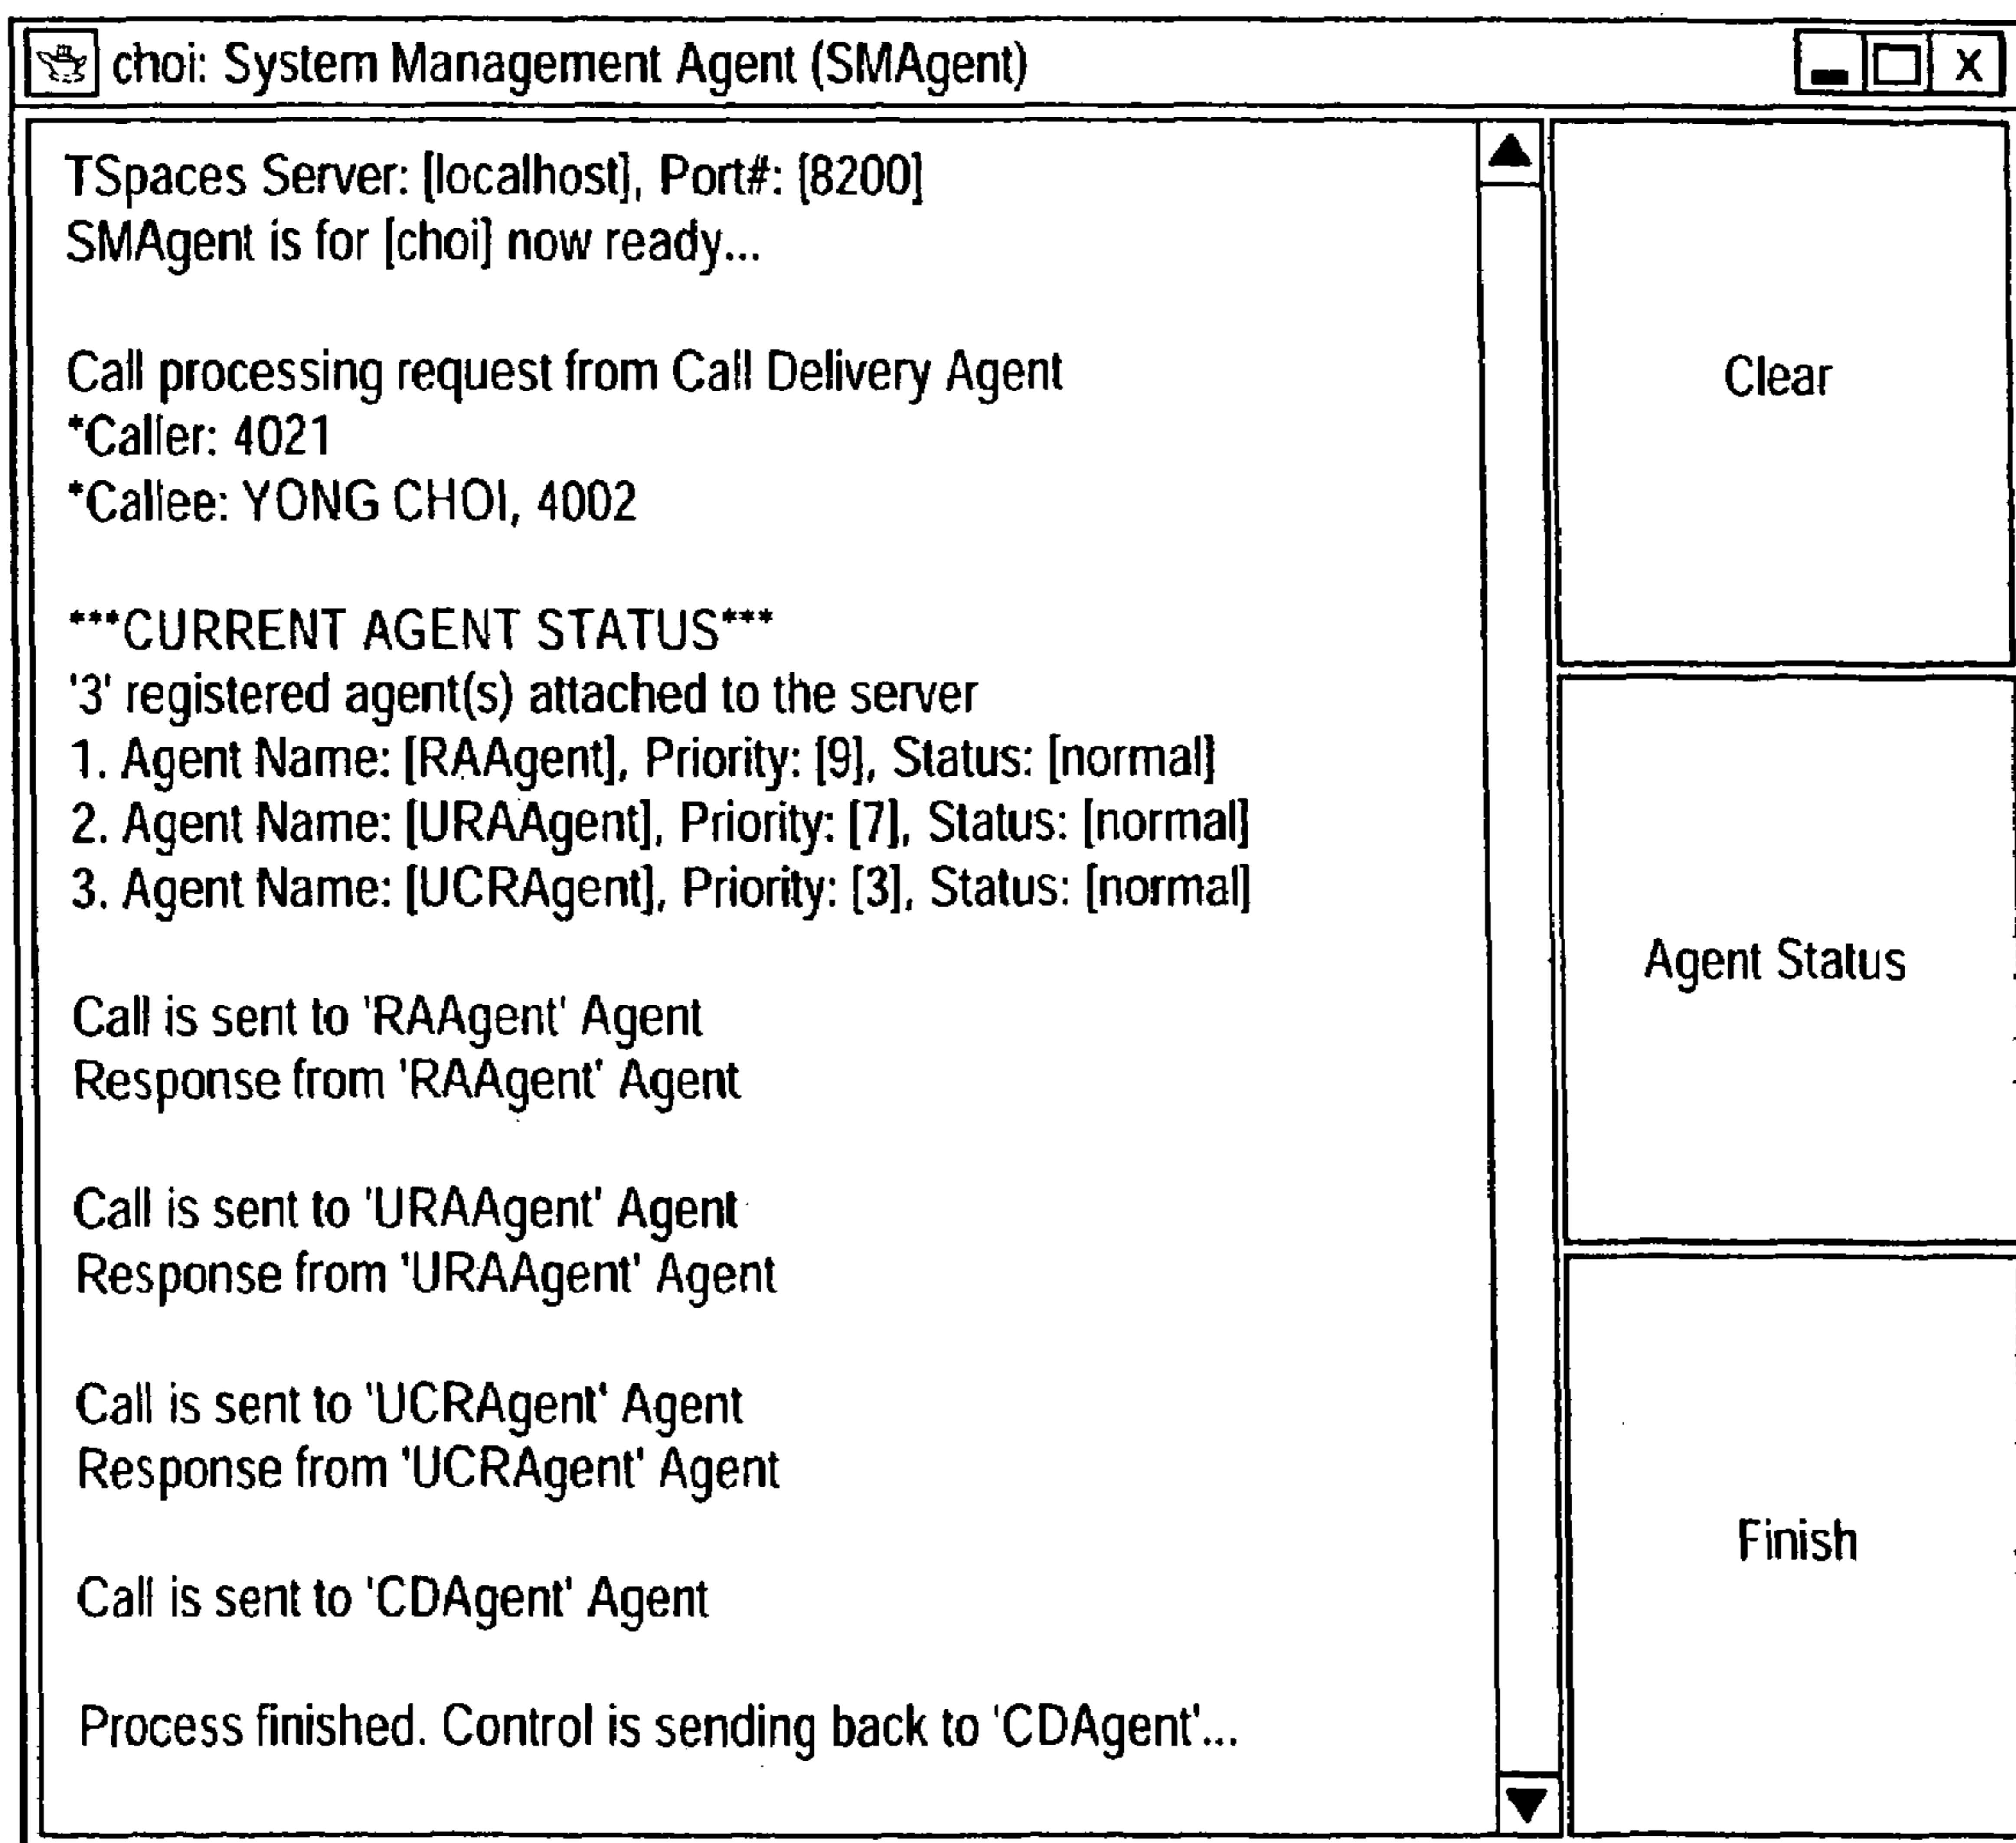 choi: System Management Agent (SMAgent)
X
TSpaces Server: [localhost], Port#: [8200]
SMAgent is for [choi] now ready...
Call processing request from Call Delivery Agent
*Caller: 4021
*Callee: YONG CHOI, 4002
***CURRENT AGENT STATUS***
'3' registered agent(s) attached to the server
1. Agent Name: [RAAgent], Priority: [9], Status: [normal]
2. Agent Name: [URAAgent], Priority: [7], Status: [normal]
3. Agent Name: [UCRAgent], Priority: [3], Status: [normal]
Call is sent to 'RAAgent' Agent
Response from 'RAAgent' Agent
Call is sent to 'URAAgent' Agent
Response from 'URAAgent' Agent
Call is sent to 'UCRAgent' Agent
Response from 'UCRAgent' Agent
Call is sent to 'CDAgent' Agent
Process finished. Control is sending back to 'CDAgent'...
Clear
Agent Status
Finish